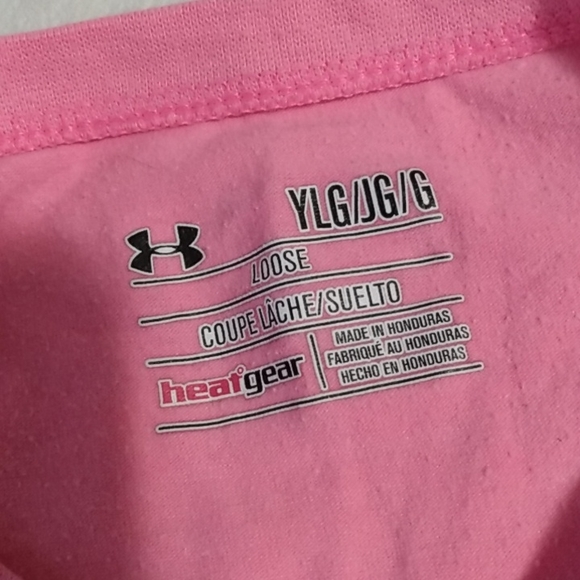 YLG/JG/G
LOOSE
COUPE LÂCHE/SUELTO
heatgear
MADE IN HONDURAS
FABRIQUÉ AU HONDURAS
HECHO EN HONDURAS